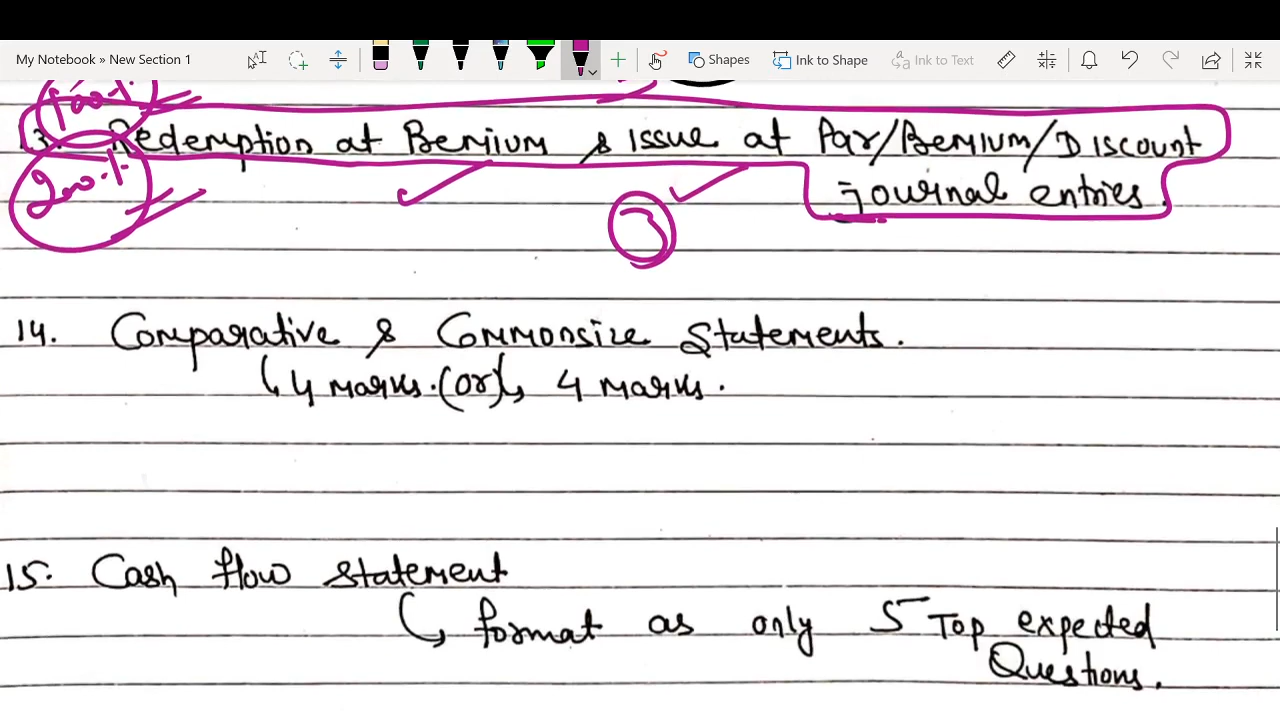 My Notebook » New Section 1
Shapes
Ink to Shape
Ink to Text
100%
13. Redemption at Premium & Issue at Par/Premium/Discount
200%
Journal entries.
3
14. Comparative & Commonsize Statements.
4 marks. (or) 4 marks.
15. Cash flow statement
format as only 5 Top expected
Questions.